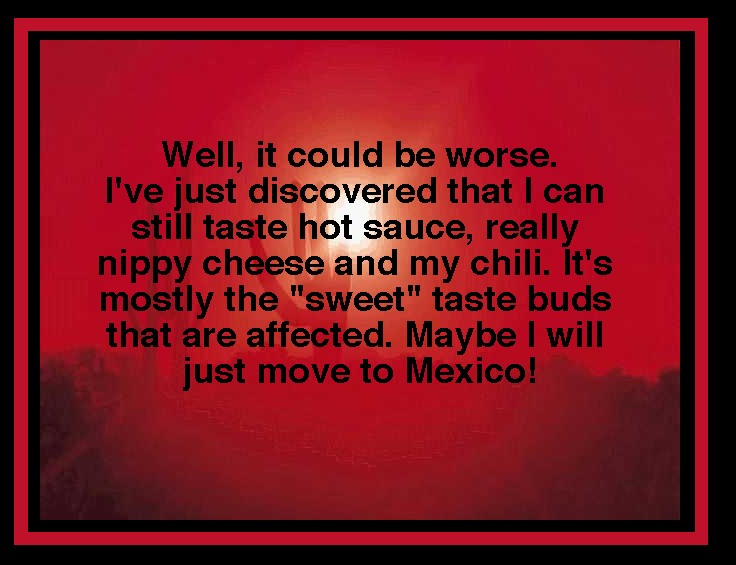 Well, it could be worse.
I've just discovered that I can
still taste hot sauce, really
nippy cheese and my chili. It's
mostly the "sweet" taste buds
that are affected. Maybe I will
just move to Mexico!